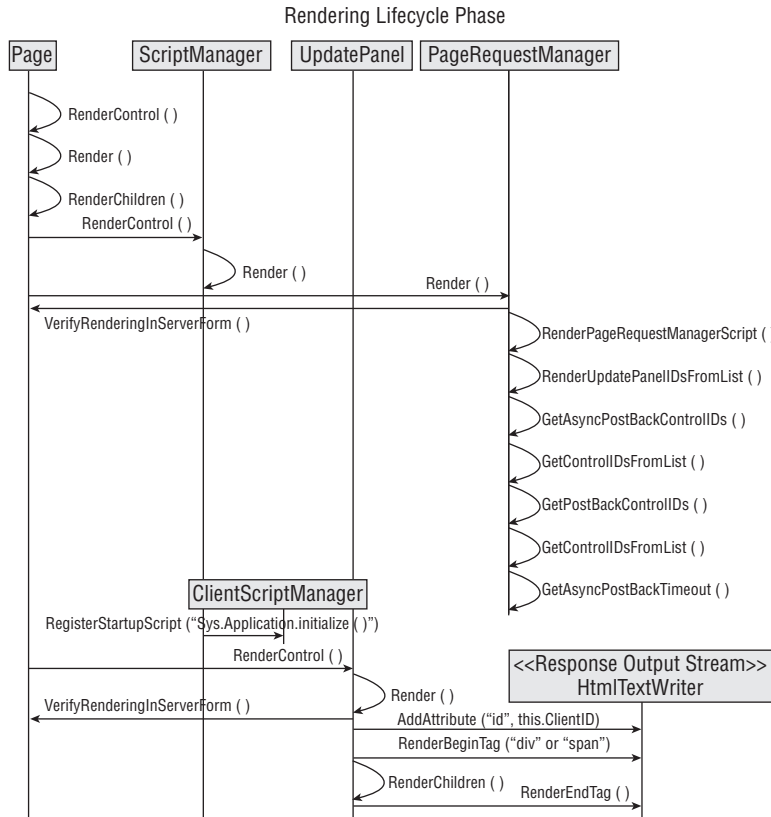 Rendering Lifecycle Phase
Page
ScriptManager
UpdatePanel
PageRequestManager
RenderControl ( )
Render ( )
RenderChildren ( )
RenderControl ( )
Render ( )
Render ( )
VerifyRenderingInServerForm ( )
RenderPageRequestManagerScript ( )
RenderUpdatePanelIDsFromList ( )
GetAsyncPostBackControlIDs ( )
GetControlIDsFromList ( )
GetPostBackControlIDs ( )
GetControlIDsFromList ( )
GetAsyncPostBackTimeout ( )
ClientScriptManager
RegisterStartupScript (“Sys.Application.initialize ( )”)
RenderControl ( )
<<Response Output Stream>>
HtmlTextWriter
Render ( )
VerifyRenderingInServerForm ( )
AddAttribute (“id”, this.ClientID)
RenderBeginTag (“div” or “span”)
RenderChildren ( )
RenderEndTag ( )